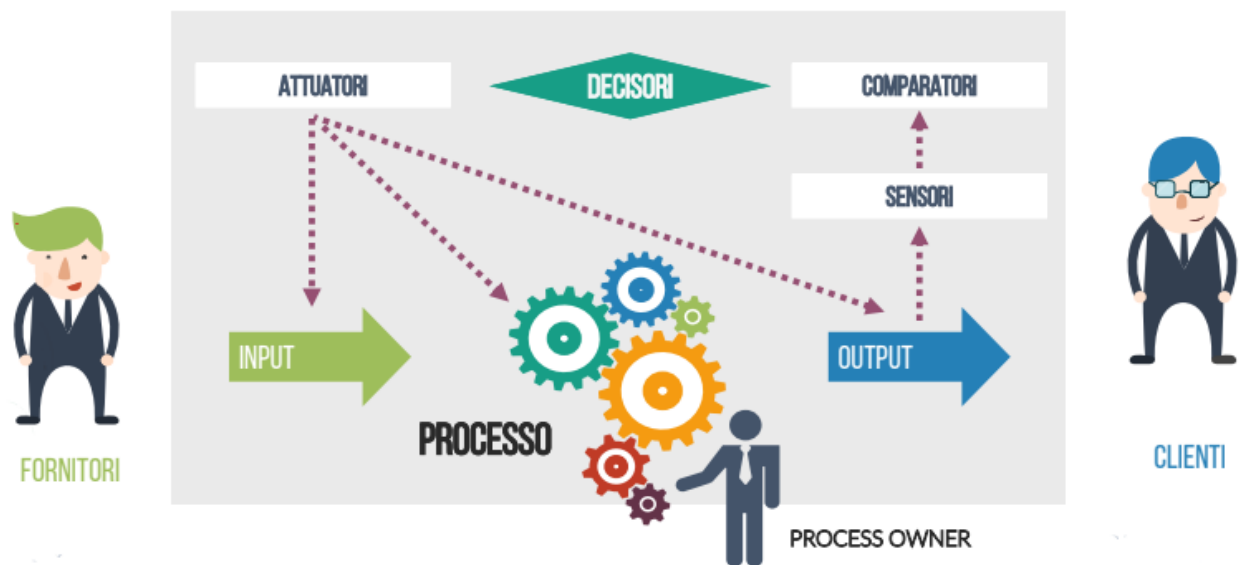 ATTUATORI
DECISORI
COMPARATORI
SENSORI
INPUT
OUTPUT
PROCESSO
FORNITORI
CLIENTI
PROCESS OWNER